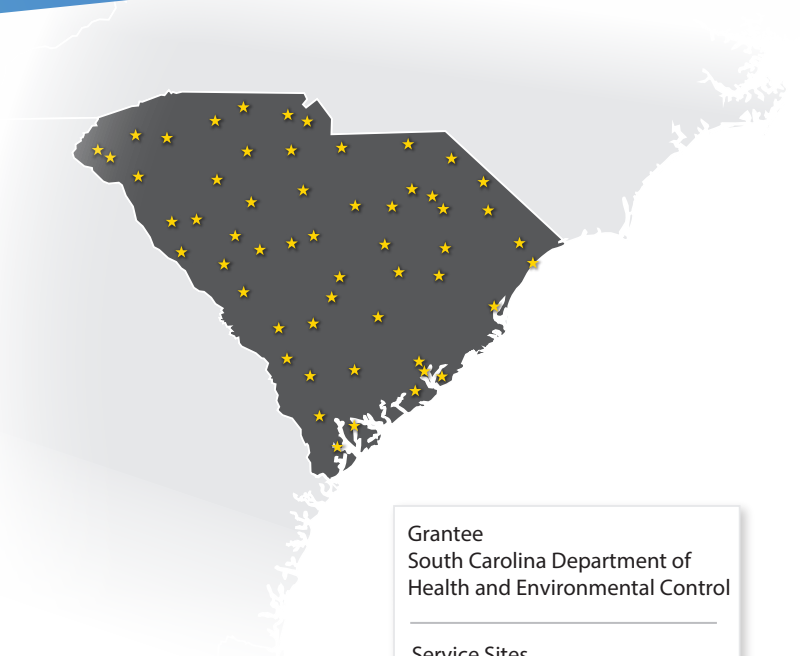 Grantee
South Carolina Department of
Health and Environmental Control
Service Sites